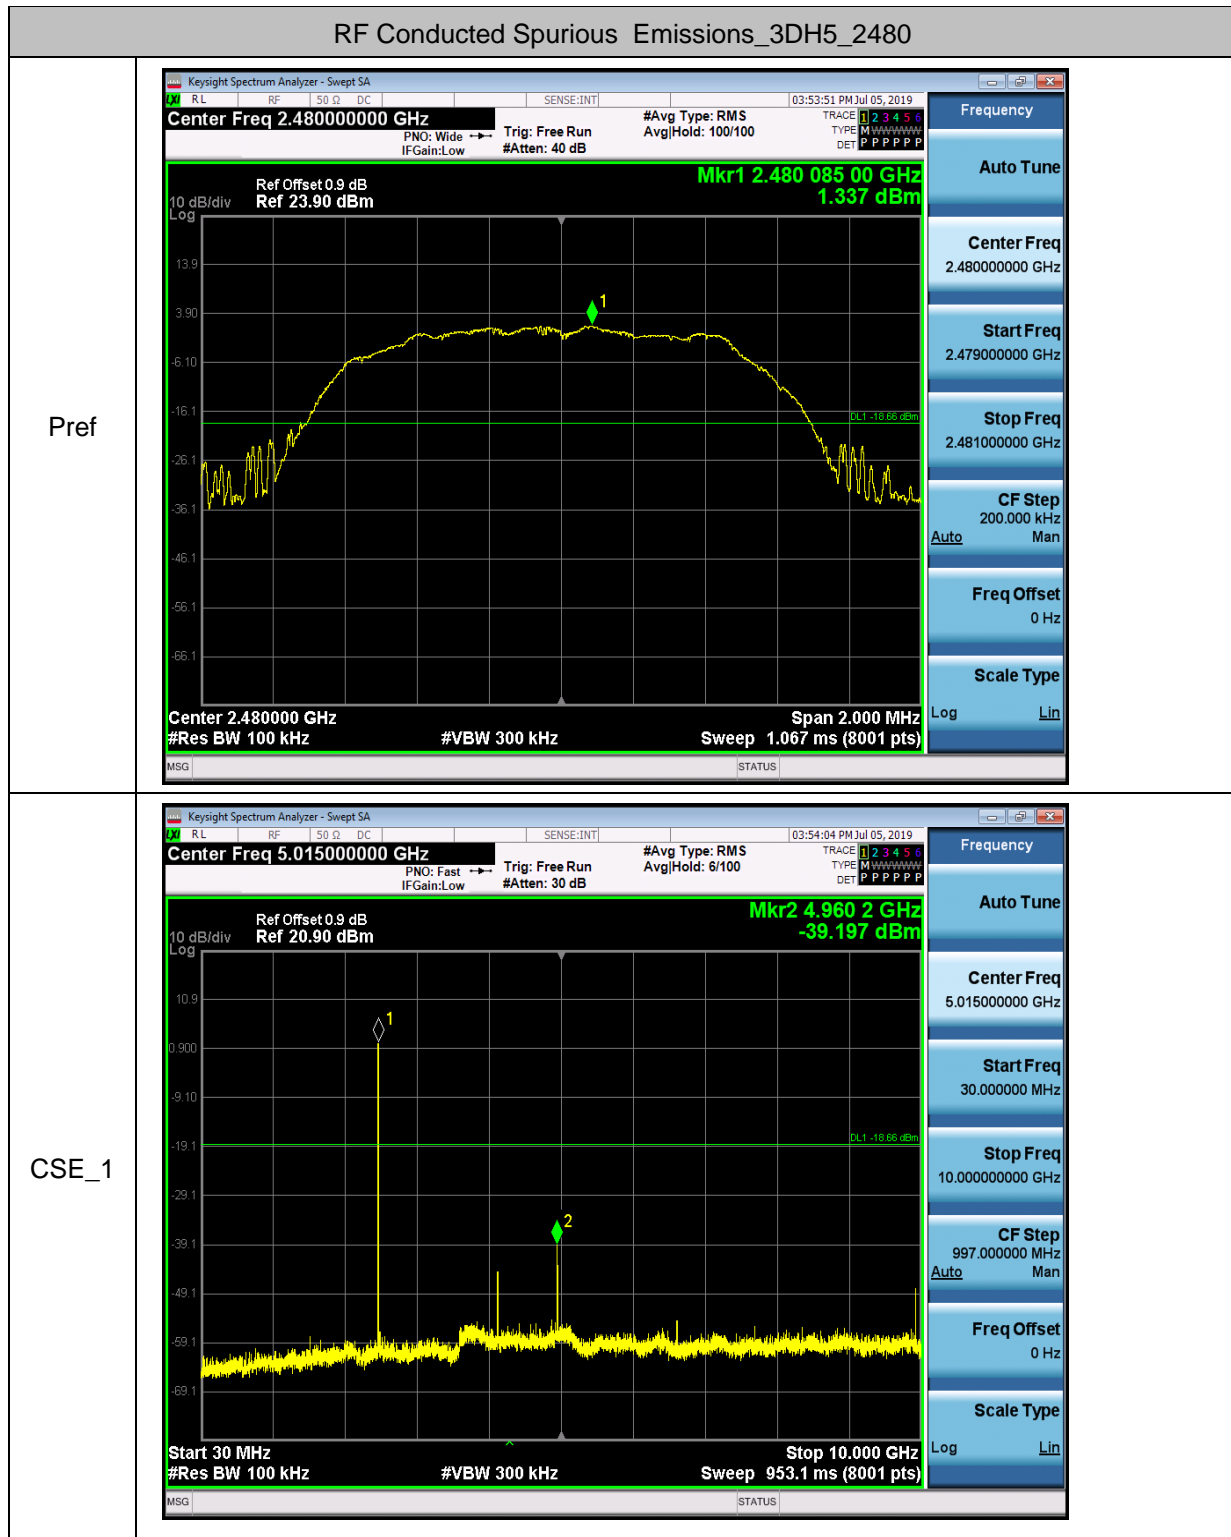 RF Conducted Spurious Emissions_3DH5_2480
Pref
Keysight Spectrum Analyzer - Swept SA
LXI RL RF 50 Ω DC SENSE:INT 03:53:51 PM Jul 05, 2019
Center Freq 2.480000000 GHz
PNO: Wide
IFGain:Low
Trig: Free Run
#Atten: 40 dB
#Avg Type: RMS
Avg|Hold: 100/100
TRACE 1 2 3 4 5 6
TYPE M W W W W W
DET P P P P P P
Mkr1 2.480 085 00 GHz
1.337 dBm
Ref Offset 0.9 dB
10 dB/div Ref 23.90 dBm
Log
13.9
3.90
-6.10
-16.1
-26.1
-36.1
-46.1
-56.1
-66.1
1
DL1 -18.66 dBm
Center 2.480000 GHz
Span 2.000 MHz
#Res BW 100 kHz
#VBW 300 kHz
Sweep 1.067 ms (8001 pts)
MSG
STATUS
Frequency
Auto Tune
Center Freq
2.480000000 GHz
Start Freq
2.479000000 GHz
Stop Freq
2.481000000 GHz
CF Step
200.000 kHz
Auto Man
Freq Offset
0 Hz
Scale Type
Log Lin
CSE_1
Keysight Spectrum Analyzer - Swept SA
LXI RL RF 50 Ω DC SENSE:INT 03:54:04 PM Jul 05, 2019
Center Freq 5.015000000 GHz
PNO: Fast
IFGain:Low
Trig: Free Run
#Atten: 30 dB
#Avg Type: RMS
Avg|Hold: 6/100
TRACE 1 2 3 4 5 6
TYPE M W W W W W
DET P P P P P P
Mkr2 4.960 2 GHz
-39.197 dBm
Ref Offset 0.9 dB
10 dB/div Ref 20.90 dBm
Log
10.9
0.900
-9.10
-19.1
-29.1
-39.1
-49.1
-59.1
-69.1
1
2
DL1 -18.66 dBm
Start 30 MHz
Stop 10.000 GHz
#Res BW 100 kHz
#VBW 300 kHz
Sweep 953.1 ms (8001 pts)
MSG
STATUS
Frequency
Auto Tune
Center Freq
5.015000000 GHz
Start Freq
30.000000 MHz
Stop Freq
10.000000000 GHz
CF Step
997.000000 MHz
Auto Man
Freq Offset
0 Hz
Scale Type
Log Lin